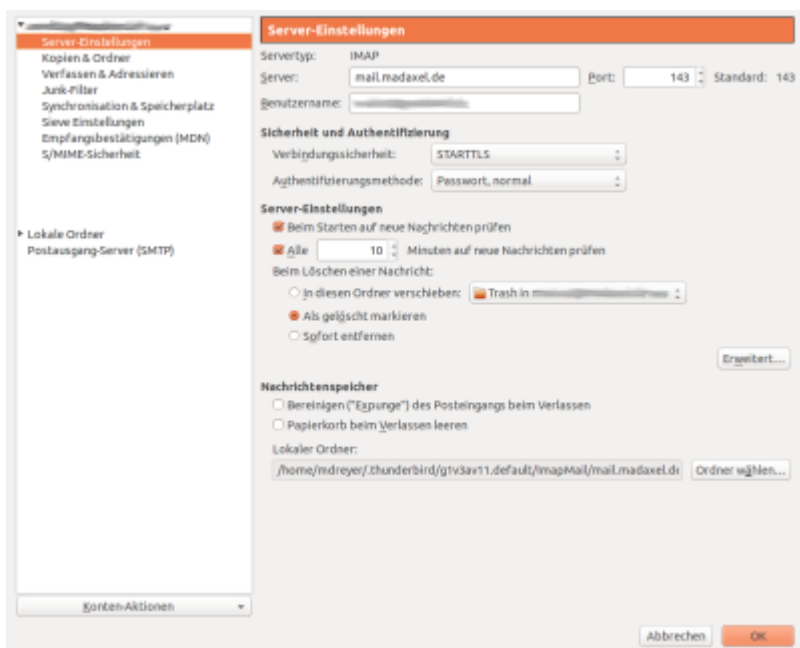 Server-Einstellungen
Kopien & Ordner
Verfassen & Adressieren
Junk-Filter
Synchronisation & Speicherplatz
Sieve Einstellungen
Empfangsbestätigungen (MDN)
S/MIME-Sicherheit
Lokale Ordner
Postausgang-Server (SMTP)
Konten-Aktionen
Server-Einstellungen
Servertyp: IMAP
Server: mail.madaxel.de Port: 143 Standard: 143
Benutzername:
Sicherheit und Authentifizierung
Verbindungssicherheit: STARTTLS
Authentifizierungsmethode: Passwort, normal
Server-Einstellungen
Beim Starten auf neue Nachrichten prüfen
Alle 10 Minuten auf neue Nachrichten prüfen
Beim Löschen einer Nachricht:
In diesen Ordner verschieben: Trash in
Als gelöscht markieren
Sofort entfernen
Erweitert...
Nachrichtenspeicher
Bereinigen ("Expunge") des Posteingangs beim Verlassen
Papierkorb beim Verlassen leeren
Lokaler Ordner:
/home/mdreyer/.thunderbird/g1v3av11.default/ImapMail/mail.madaxel.de Ordner wählen...
Abbrechen OK